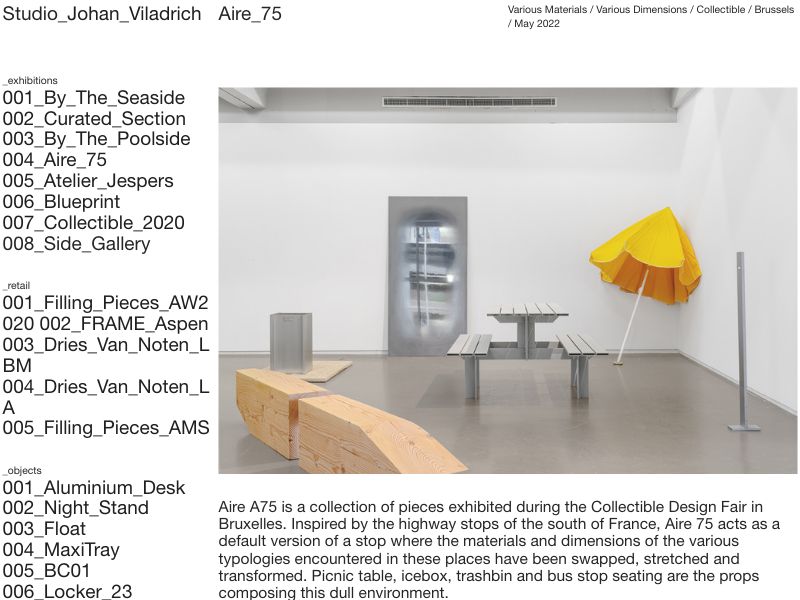 Studio_Johan_Viladrich
Aire_75
Various Materials / Various Dimensions / Collectible / Brussels
/ May 2022
_exhibitions
001_By_The_Seaside
002_Curated_Section
003_By_The_Poolside
004_Aire_75
005_Atelier_Jespers
006_Blueprint
007_Collectible_2020
008_Side_Gallery
_retail
001_Filling_Pieces_AW2
020 002_FRAME_Aspen
003_Dries_Van_Noten_L
BM
004_Dries_Van_Noten_L
A
005_Filling_Pieces_AMS
_objects
001_Aluminium_Desk
002_Night_Stand
003_Float
004_MaxiTray
005_BC01
006_Locker_23
Aire A75 is a collection of pieces exhibited during the Collectible Design Fair in
Bruxelles. Inspired by the highway stops of the south of France, Aire 75 acts as a
default version of a stop where the materials and dimensions of the various
typologies encountered in these places have been swapped, stretched and
transformed. Picnic table, icebox, trashbin and bus stop seating are the props
composing this dull environment.